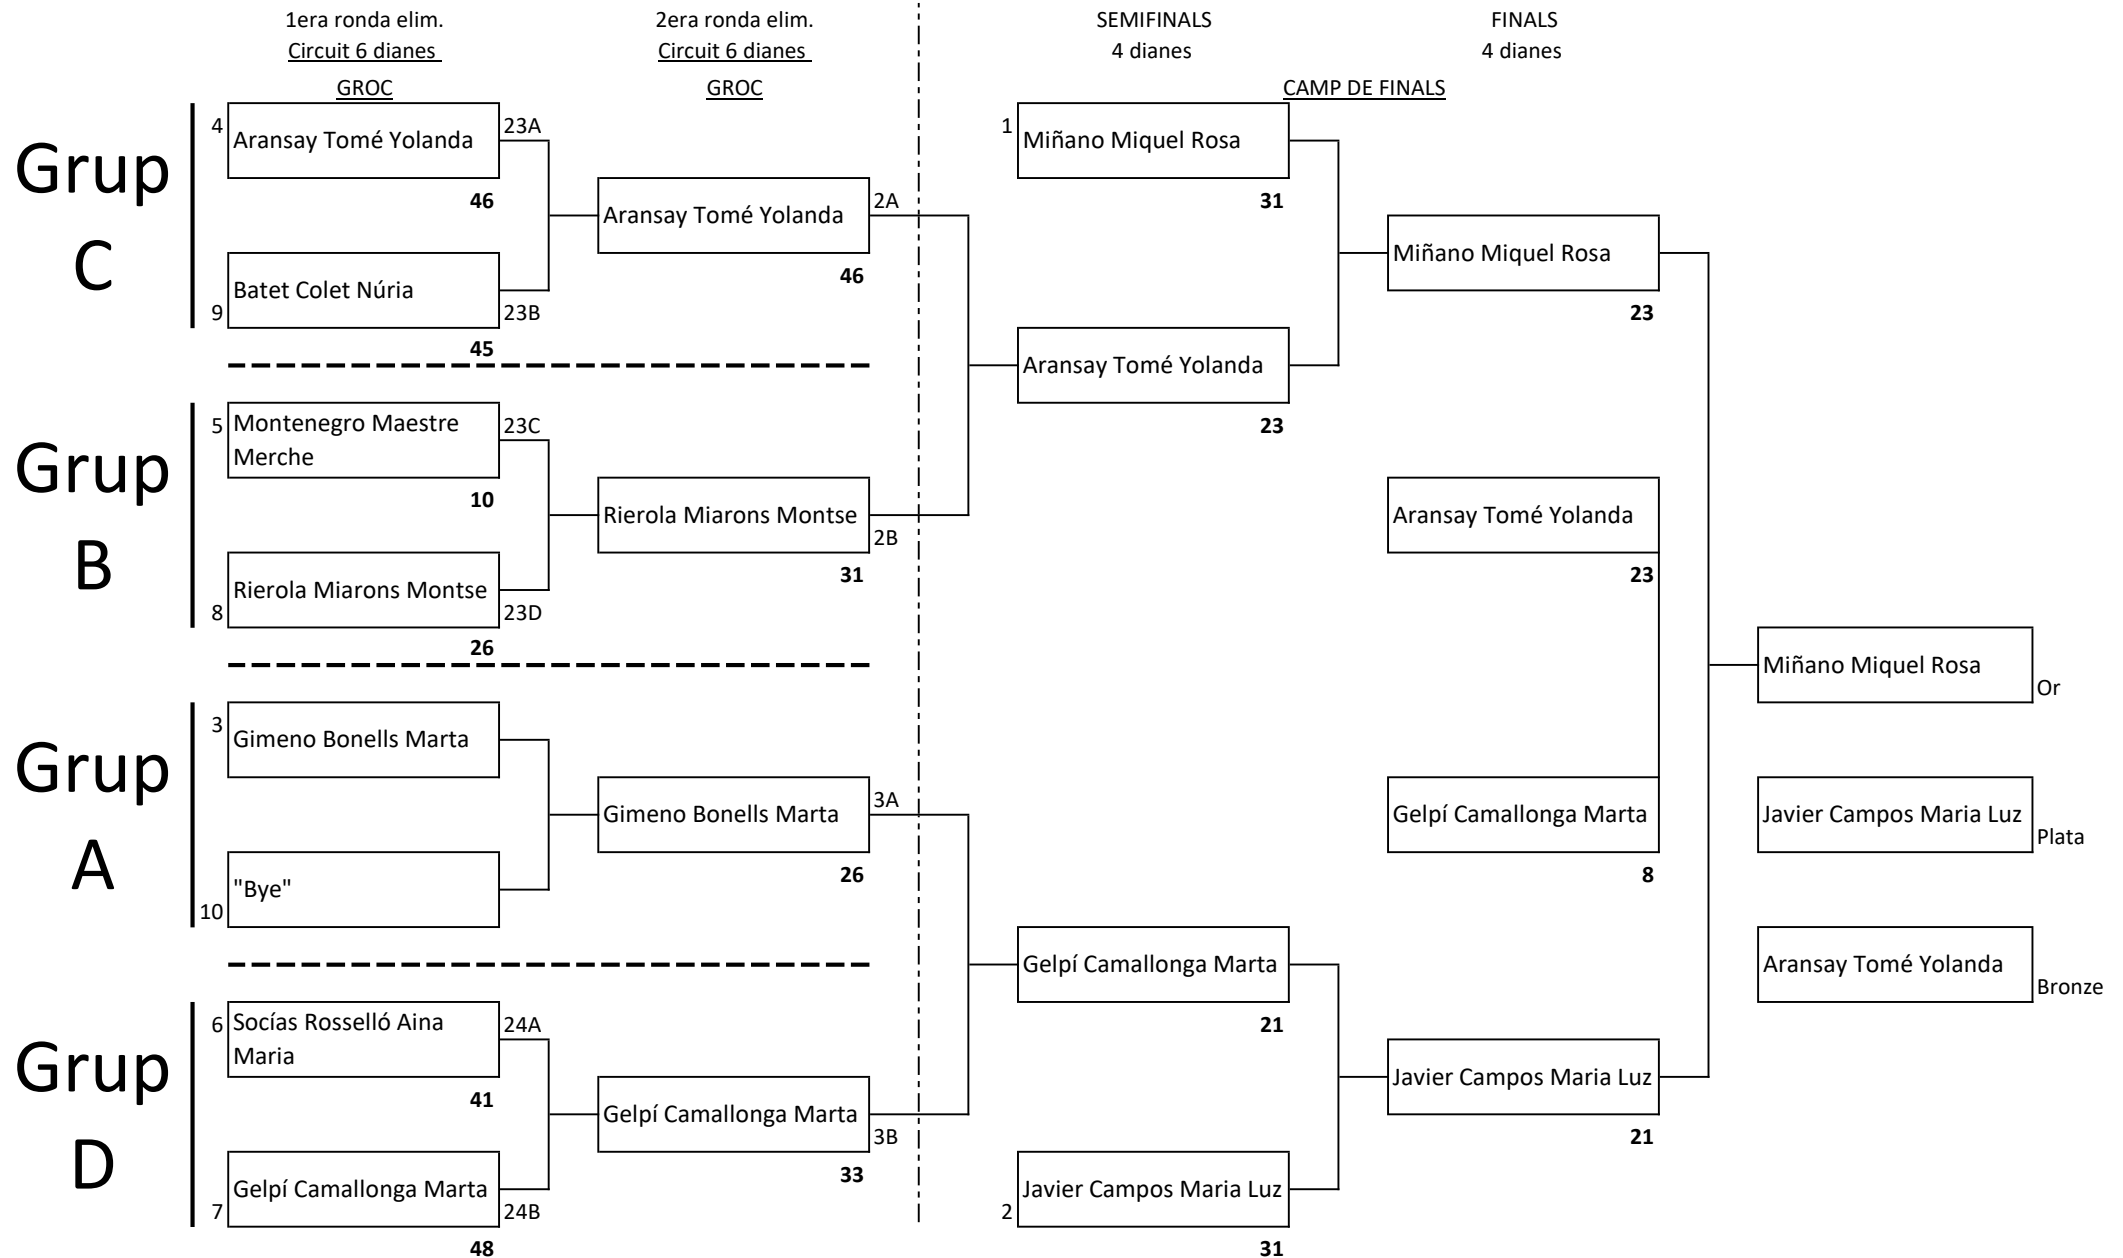 1era ronda elim.
Circuit 6 dianes
GROC
2era ronda elim.
Circuit 6 dianes
GROC
SEMIFINALS
4 dianes
FINALS
4 dianes
CAMP DE FINALS
Grup
C
4
Aransay Tomé Yolanda
23A
46
9
Batet Colet Núria
23B
45
Aransay Tomé Yolanda
2A
46
Grup
B
5
Montenegro Maestre
Merche
23C
10
8
Rierola Miarons Montse
23D
26
Rierola Miarons Montse
2B
31
Grup
A
3
Gimeno Bonells Marta
10
"Bye"
Gimeno Bonells Marta
3A
26
Grup
D
6
Socías Rosselló Aina
Maria
24A
41
7
Gelpí Camallonga Marta
24B
48
Gelpí Camallonga Marta
3B
33
1
Miñano Miquel Rosa
31
Aransay Tomé Yolanda
23
Gelpí Camallonga Marta
21
2
Javier Campos Maria Luz
31
Miñano Miquel Rosa
23
Aransay Tomé Yolanda
23
Gelpí Camallonga Marta
8
Javier Campos Maria Luz
21
Miñano Miquel Rosa
Or
Javier Campos Maria Luz
Plata
Aransay Tomé Yolanda
Bronze